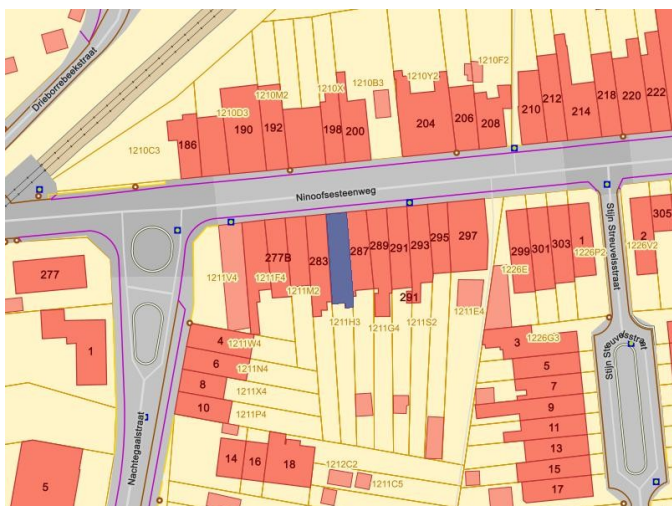 Drieborrebeekstraat
1210F2
1210Y2
1210B3
1210X
1210M2
1210D3
222
220
218
214
212
210
208
206
204
200
198
192
190
186
1210C3
Ninoofsesteenweg
Stijn Streuvelsstraat
305
2
1226V2
1226P2
1
303
301
299
1226E
297
295
293
291
289
287
283
277B
1211V4
1211F4
1211M2
1211H3
291
1211G4
1211S2
1211E4
277
1
4
1211W4
6
1211N4
8
1211X4
10
1211P4
3
1226G3
5
7
9
11
13
15
17
Stijn Streuvelsstraat
Nachtegaalstraat
14
16
18
1212C2
1211C5
5